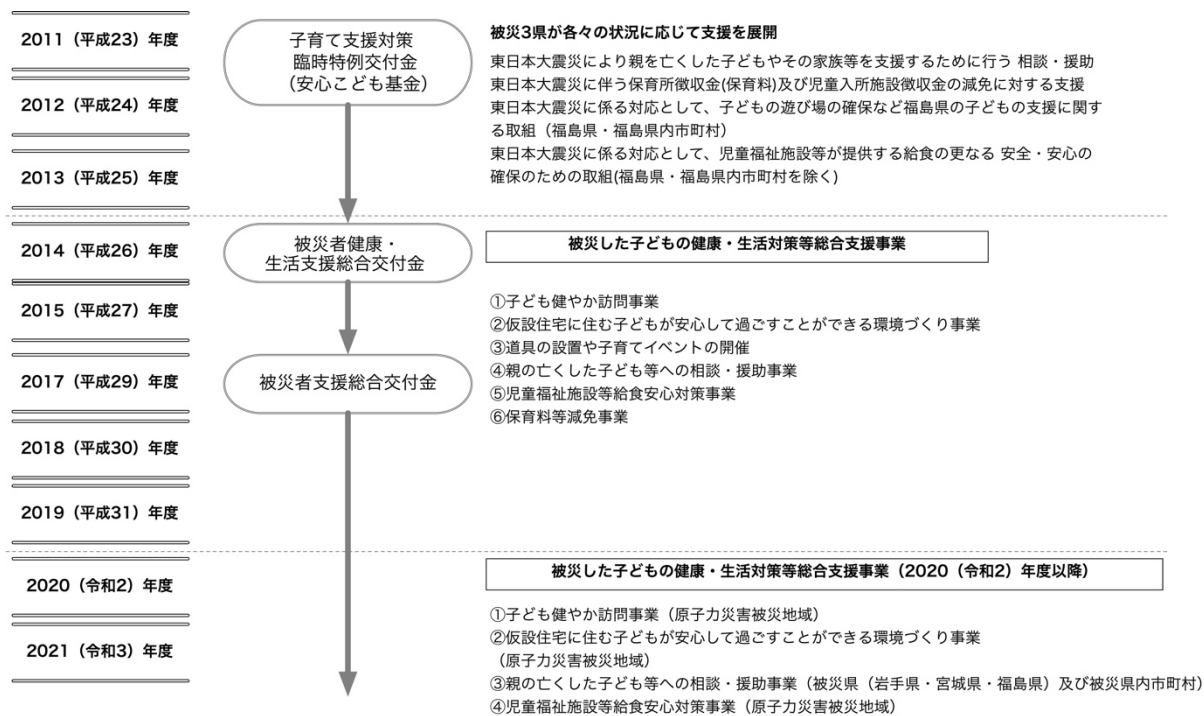 2011（平成23）年度
2012（平成24）年度
2013（平成25）年度
子育て支援対策
臨時特例交付金
（安心こども基金）
被災3県が各々の状況に応じて支援を展開
東日本大震災により親を亡くした子どもやその家族等を支援するために行う 相談・援助
東日本大震災に伴う保育所徴収金(保育料)及び児童入所施設徴収金の減免に対する支援
東日本大震災に係る対応として、子どもの遊び場の確保など福島県の子どもの支援に関す
る取組（福島県・福島県内市町村）
東日本大震災に係る対応として、児童福祉施設等が提供する給食の更なる 安全・安心の
確保のための取組(福島県・福島県内市町村を除く)
2014（平成26）年度
2015（平成27）年度
2017（平成29）年度
2018（平成30）年度
2019（平成31）年度
被災者健康・
生活支援総合交付金
被災者支援総合交付金
被災した子どもの健康・生活対策等総合支援事業
①子ども健やか訪問事業
②仮設住宅に住む子どもが安心して過ごすことができる環境づくり事業
③道具の設置や子育てイベントの開催
④親の亡くした子ども等への相談・援助事業
⑤児童福祉施設等給食安心対策事業
⑥保育料等減免事業
2020（令和2）年度
2021（令和3）年度
被災した子どもの健康・生活対策等総合支援事業（2020（令和2）年度以降）
①子ども健やか訪問事業（原子力災害被災地域）
②仮設住宅に住む子どもが安心して過ごすことができる環境づくり事業
（原子力災害被災地域）
③親の亡くした子ども等への相談・援助事業（被災県（岩手県・宮城県・福島県）及び被災県内市町村）
④児童福祉施設等給食安心対策事業（原子力災害被災地域）